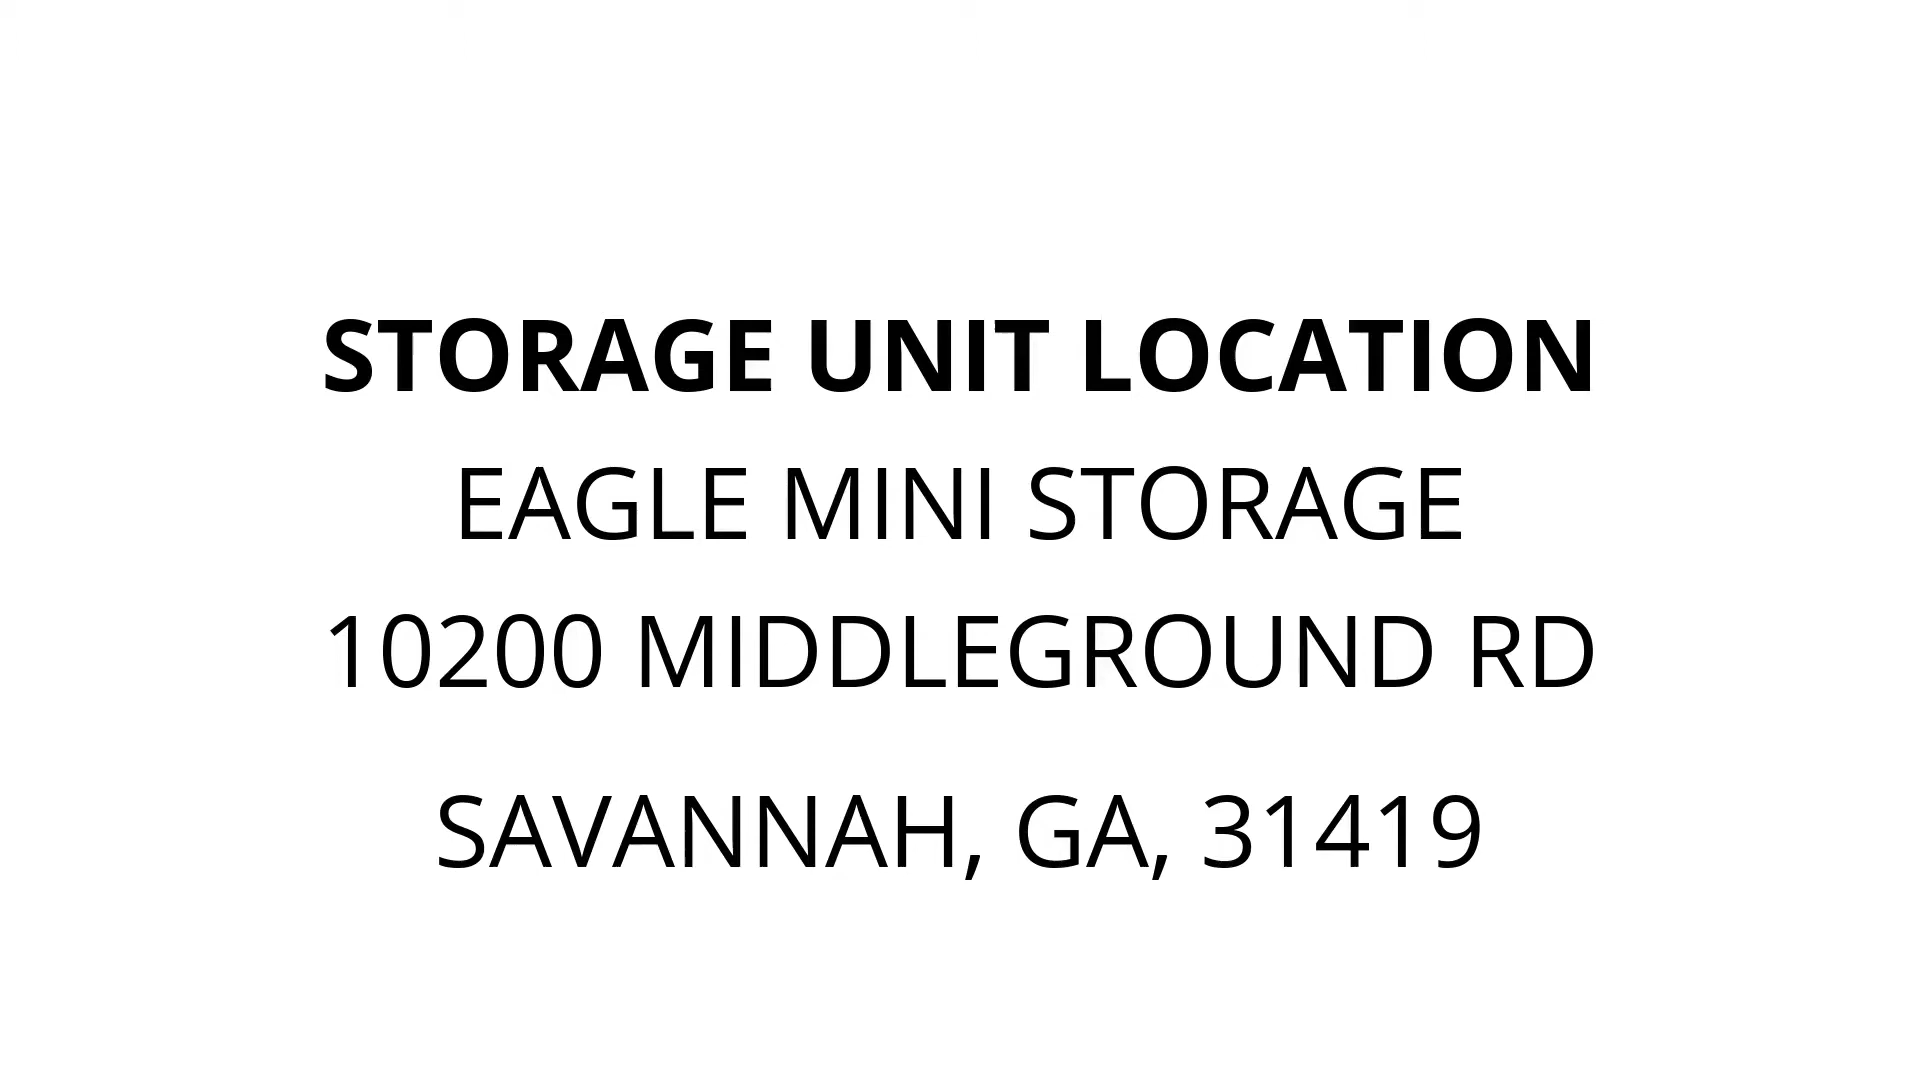 STORAGE UNIT LOCATION
EAGLE MINI STORAGE
10200 MIDDLEGROUND RD
SAVANNAH, GA, 31419